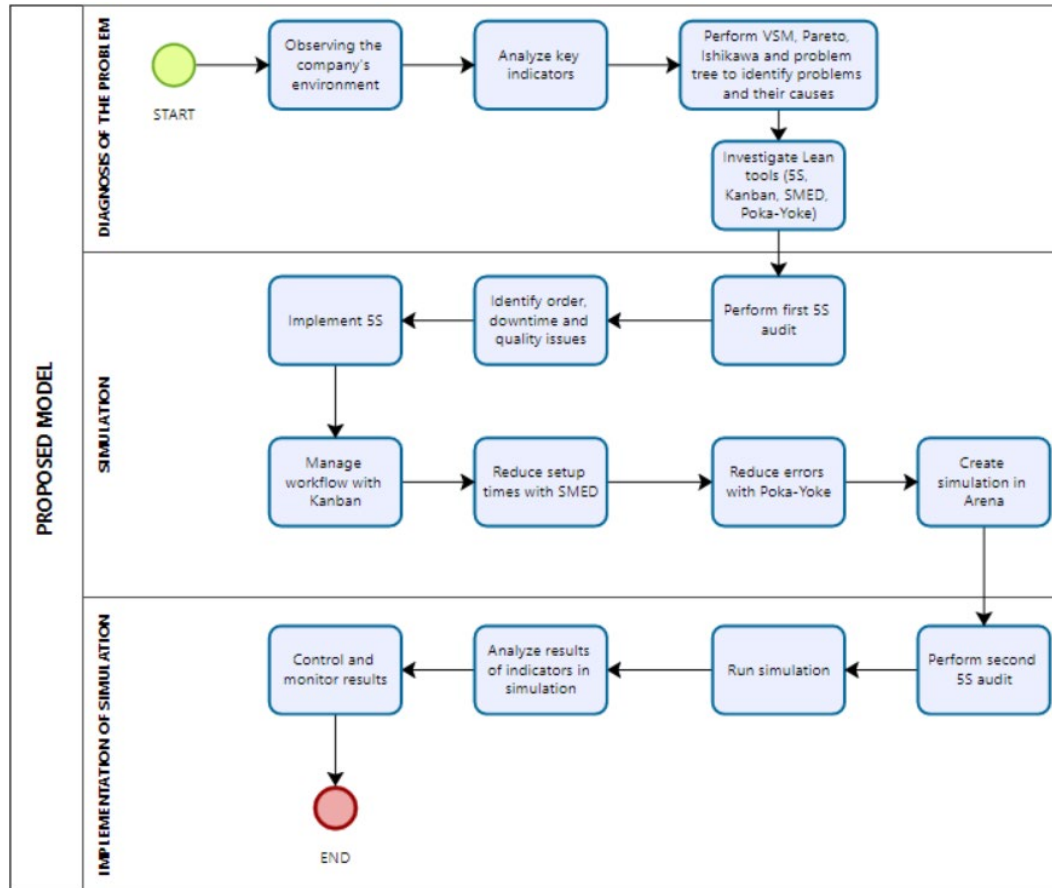 PROPOSED MODEL
DIAGNOSIS OF THE PROBLEM
START
Observing the
company's
environment
Analyze key
indicators
Perform VSM, Pareto,
Ishikawa and problem
tree to identify problems
and their causes
Investigate Lean
tools (5S,
Kanban, SMED,
Poka-Yoke)
SIMULATION
Perform first 5S
audit
Identify order,
downtime and
quality issues
Implement 5S
Manage
workflow with
Kanban
Reduce setup
times with SMED
Reduce errors
with Poka-Yoke
Create
simulation in
Arena
IMPLEMENTATION OF SIMULATION
Perform second
5S audit
Run simulation
Analyze results
of indicators in
simulation
Control and
monitor results
END